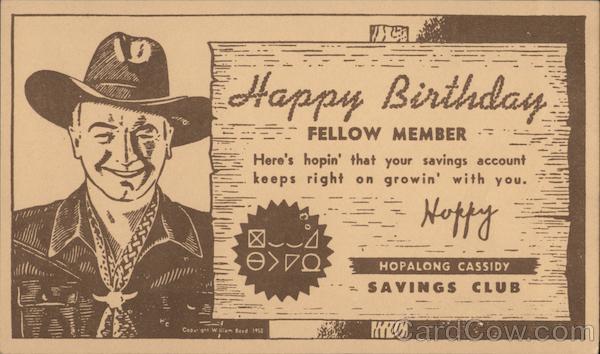 Happy Birthday
FELLOW MEMBER
Here's hopin' that your savings account
keeps right on growin' with you.
Hoppy
HOPALONG CASSIDY
SAVINGS CLUB
Copyright William Boyd 1950
CardCow.com